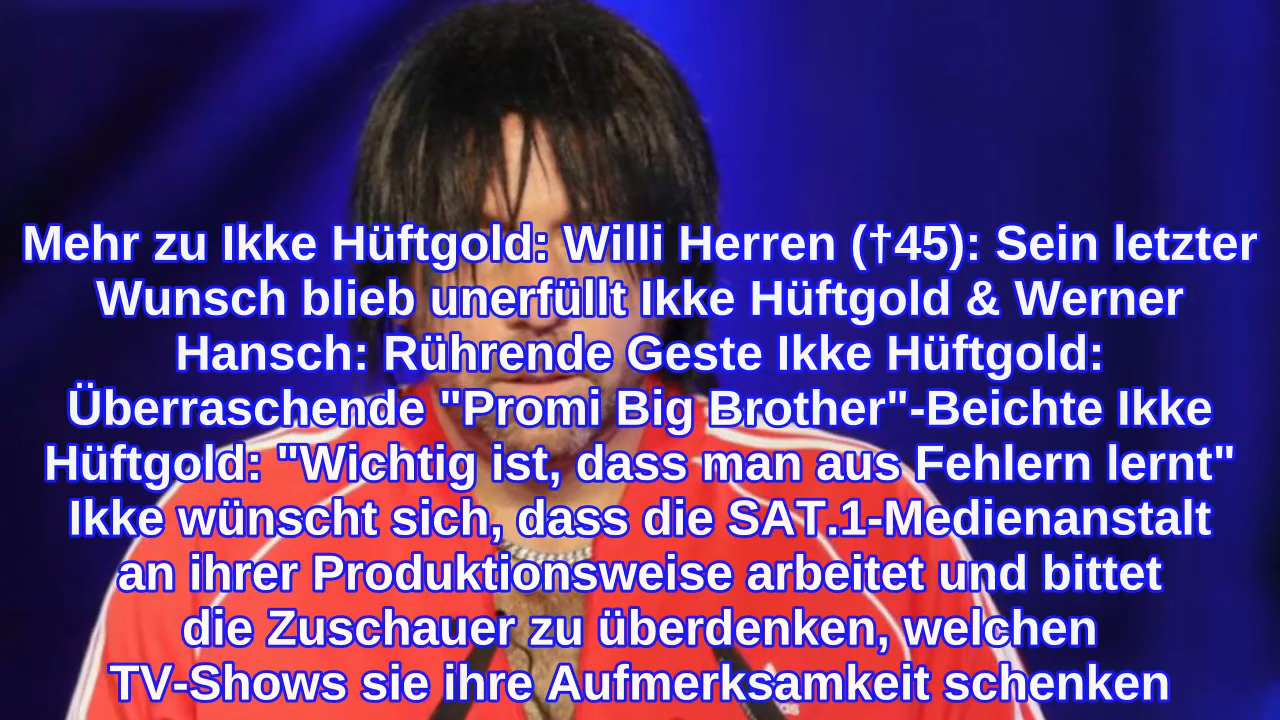 Mehr zu Ikke Hüftgold: Willi Herren (†45): Sein letzter
Wunsch blieb unerfüllt Ikke Hüftgold & Werner
Hansch: Rührende Geste Ikke Hüftgold:
Überraschende "Promi Big Brother"-Beichte Ikke
Hüftgold: "Wichtig ist, dass man aus Fehlern lernt"
Ikke wünscht sich, dass die SAT.1-Medienanstalt
an ihrer Produktionsweise arbeitet und bittet
die Zuschauer zu überdenken, welchen
TV-Shows sie ihre Aufmerksamkeit schenken